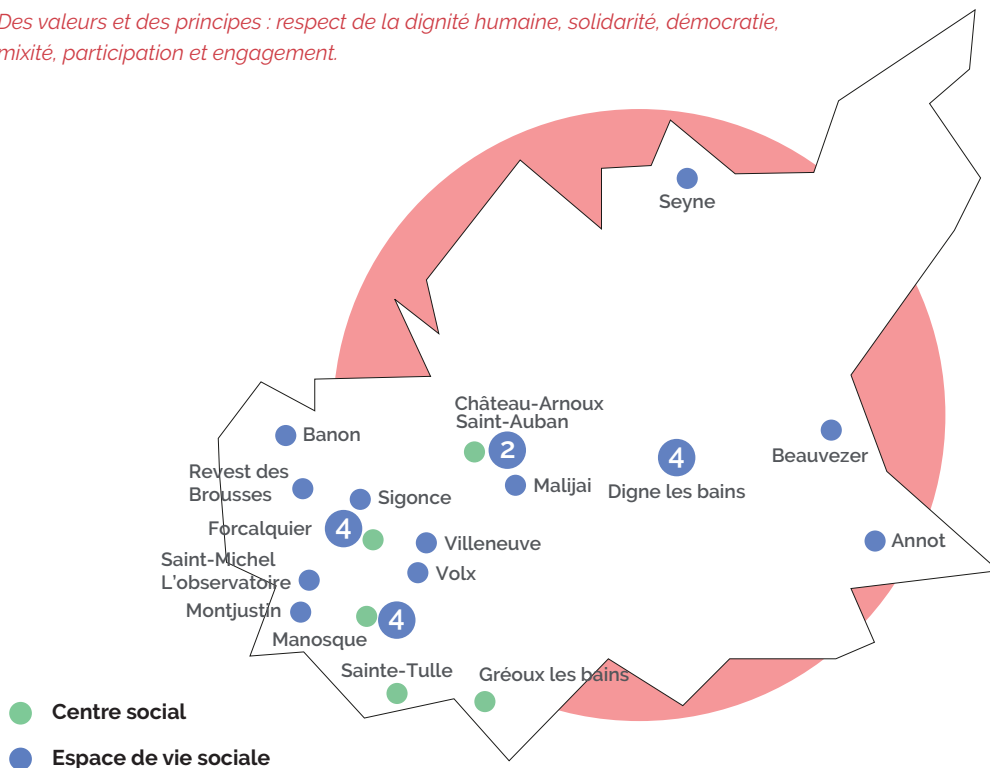 Des valeurs et des principes : respect de la dignité humaine, solidarité, démocratie,
mixité, participation et engagement.
Seyne
Château-Arnoux
Saint-Auban
2
Banon
4
Beauvezer
Revest des
Brousses
Malijai
Digne les bains
Sigonce
Forcalquier
4
Villeneuve
Annot
Saint-Michel
L'observatoire
Volx
Montjustin
4
Manosque
Sainte-Tulle
Gréoux les bains
Centre social
Espace de vie sociale